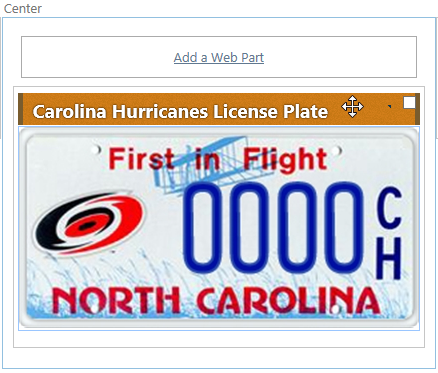 Center
Add a Web Part
Carolina Hurricanes License Plate
First in Flight
0000 CH
NORTH CAROLINA